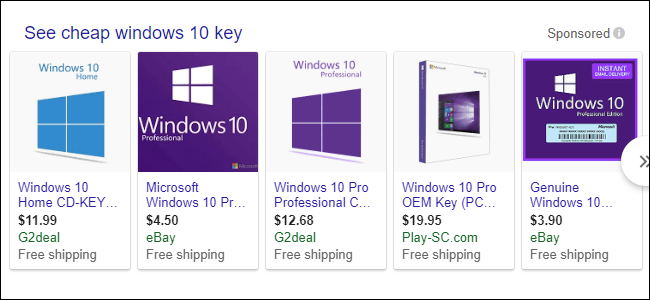 See cheap windows 10 key
Sponsored
Windows 10
Home
Windows 10
Professional
Windows 10
Professional
INSTANT
EMAIL DELIVERY
Windows 10
Professional Edition
Microsoft
Windows 10
Home CD-KEY…
$11.99
G2deal
Free shipping
Microsoft
Windows 10 Pr…
$4.50
eBay
Free shipping
Windows 10 Pro
Professional C…
$12.68
G2deal
Free shipping
Windows 10 Pro
OEM Key (PC…
$19.95
Play-SC.com
Free shipping
Genuine
Windows 10…
$3.90
eBay
Free shipping